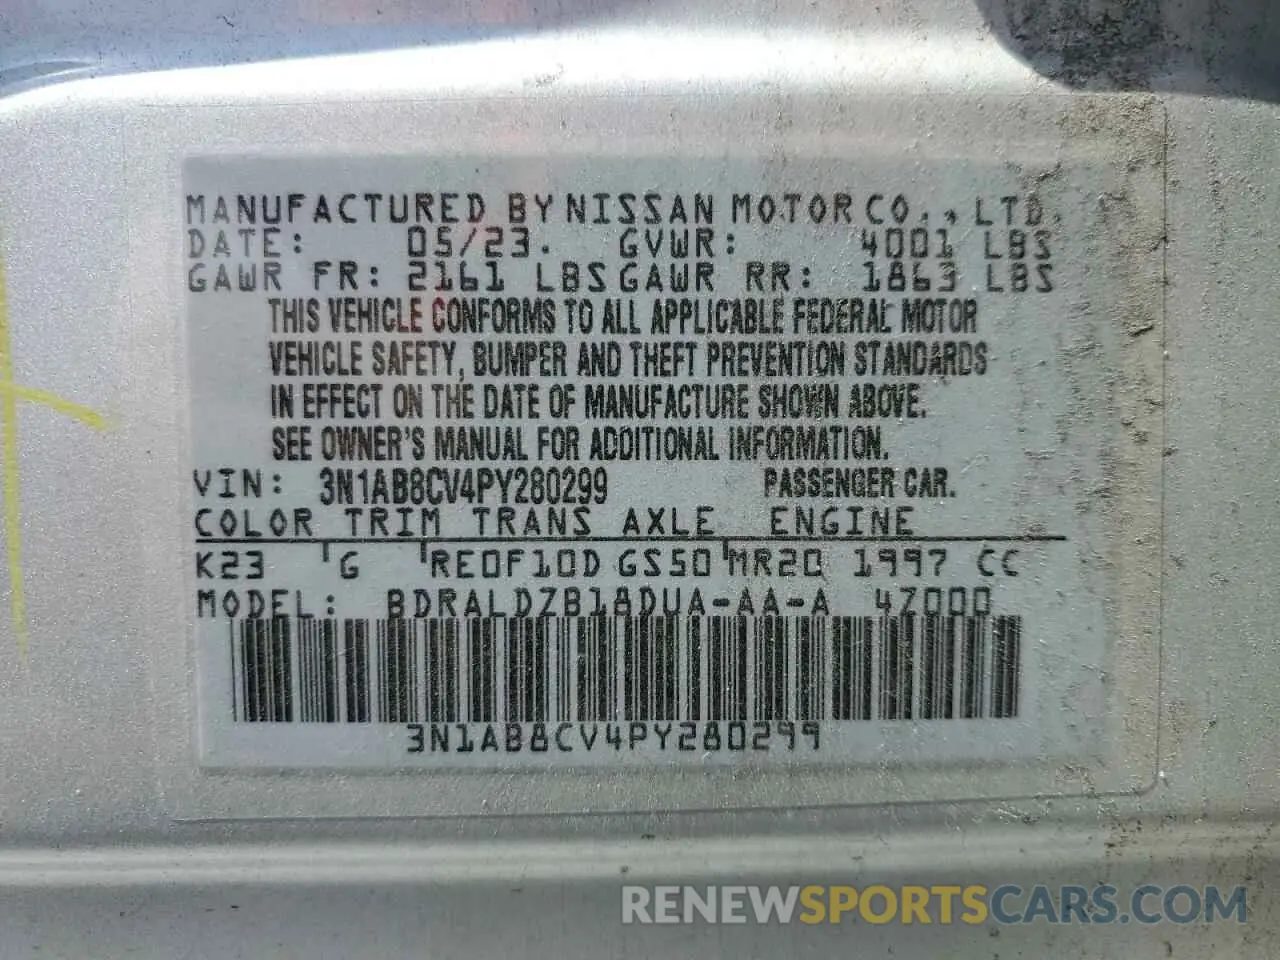 MANUFACTURED BY NISSAN MOTOR CO., LTD.
DATE: 05/23. GVWR: 4001 LBS
GAWR FR: 2161 LBS GAWR RR: 1863 LBS
THIS VEHICLE CONFORMS TO ALL APPLICABLE FEDERAL MOTOR
VEHICLE SAFETY, BUMPER AND THEFT PREVENTION STANDARDS
IN EFFECT ON THE DATE OF MANUFACTURE SHOWN ABOVE.
SEE OWNER'S MANUAL FOR ADDITIONAL INFORMATION.
VIN: 3N1AB8CV4PY280299 PASSENGER CAR.
COLOR TRIM TRANS AXLE ENGINE
K23 G RE0F10D GS50 MR20 1997 CC
MODEL: BDRALDZB18DUA-AA-A 4Z000
3N1AB8CV4PY280299
RENEWSPORTSCARS.COM